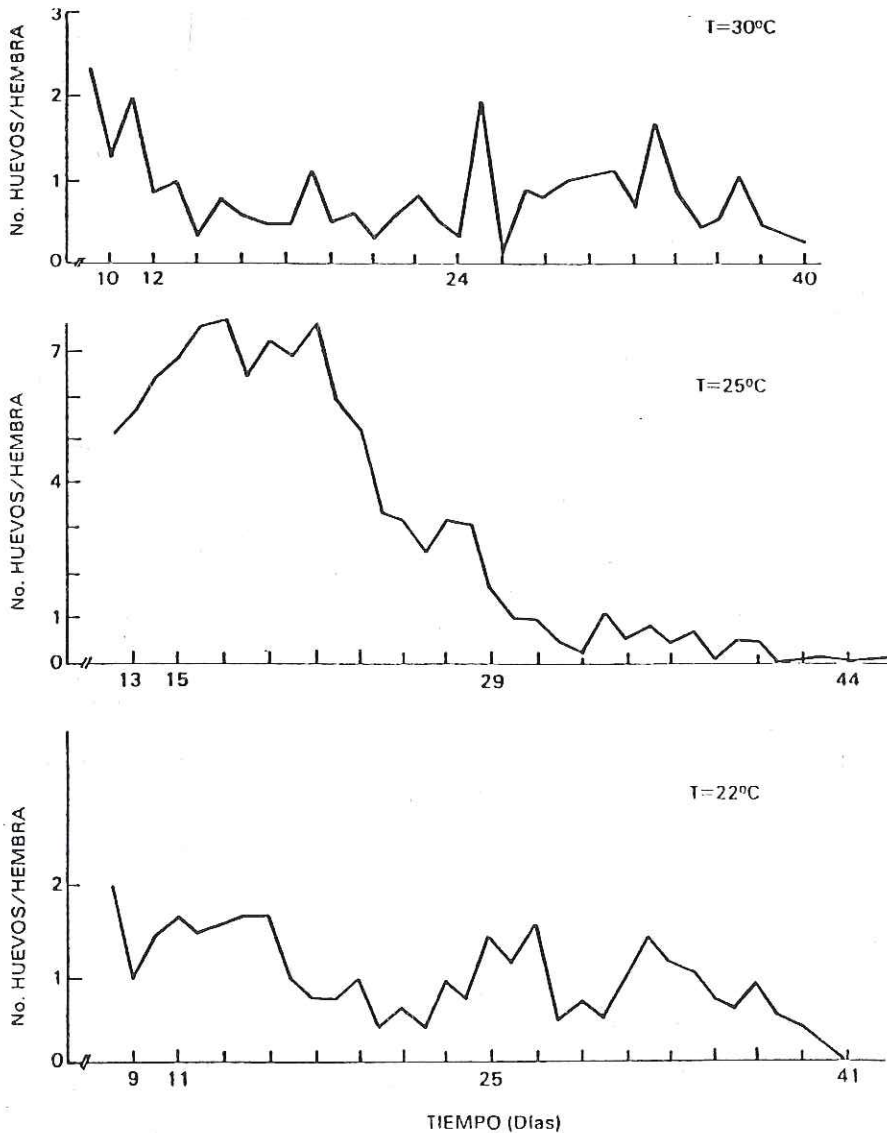 No. HUEVOS/HEMBRA
3
2
1
0
T=30ºC
10 12 24 40
No. HUEVOS/HEMBRA
7
4
1
0
T=25ºC
13 15 29 44
No. HUEVOS/HEMBRA
2
1
0
T=22ºC
9 11 25 41
TIEMPO (Días)